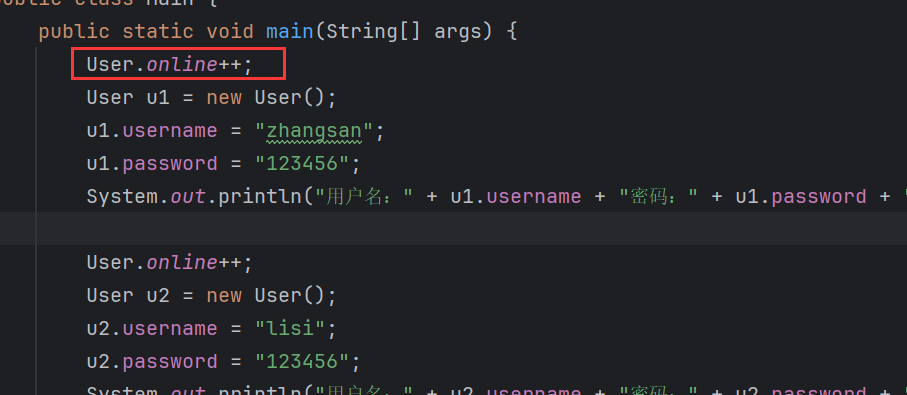 public class Main {
public static void main(String[] args) {
User.online++;
User u1 = new User();
u1.username = "zhangsan";
u1.password = "123456";
System.out.println("用户名：" + u1.username + "密码：" + u1.password + "
User.online++;
User u2 = new User();
u2.username = "lisi";
u2.password = "123456";
System.out.println("用户名：" + u2.username + "密码：" + u2.password + "